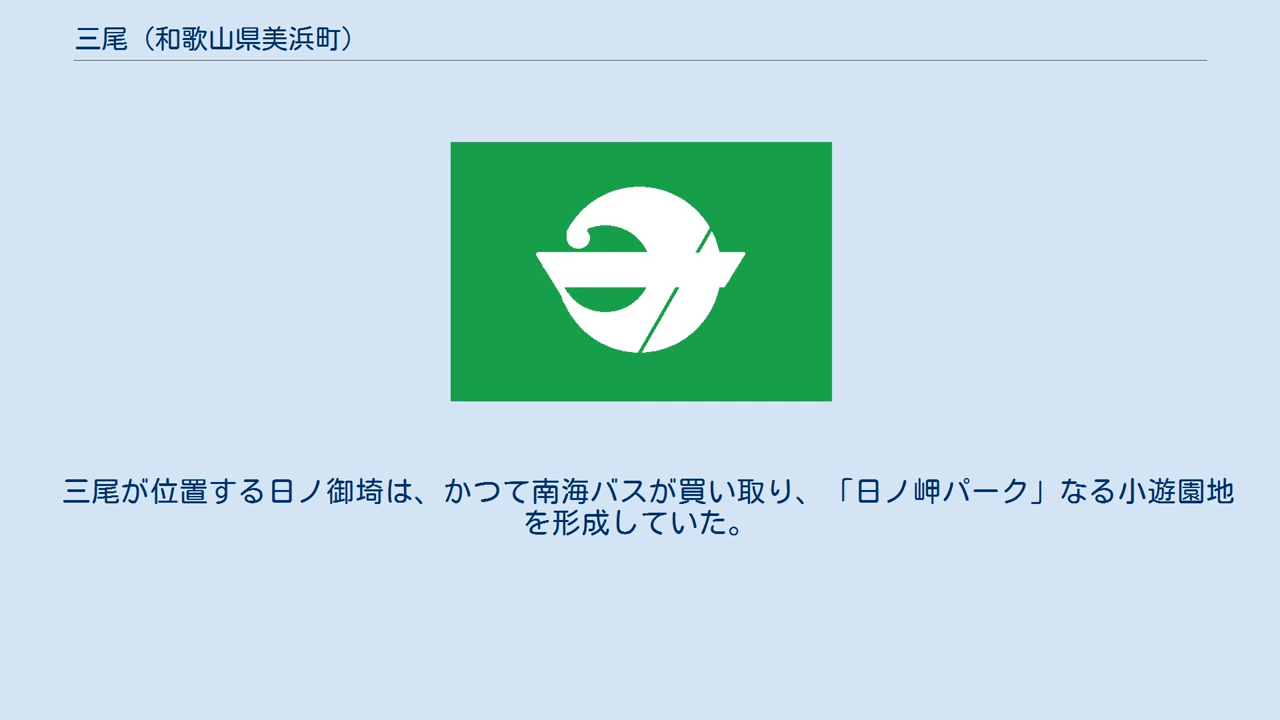 三尾（和歌山県美浜町）
三尾が位置する日ノ御埼は、かつて南海バスが買い取り、「日ノ岬パーク」なる小遊園地
を形成していた。